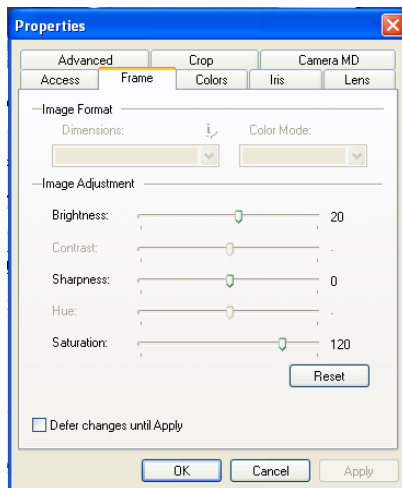 Properties
Advanced Crop Camera MD
Access Frame Colors Iris Lens
Image Format
Dimensions: Color Mode:
Image Adjustment
Brightness: 20
Contrast: -
Sharpness: 0
Hue: -
Saturation: 120
Reset
Defer changes until Apply
OK Cancel Apply